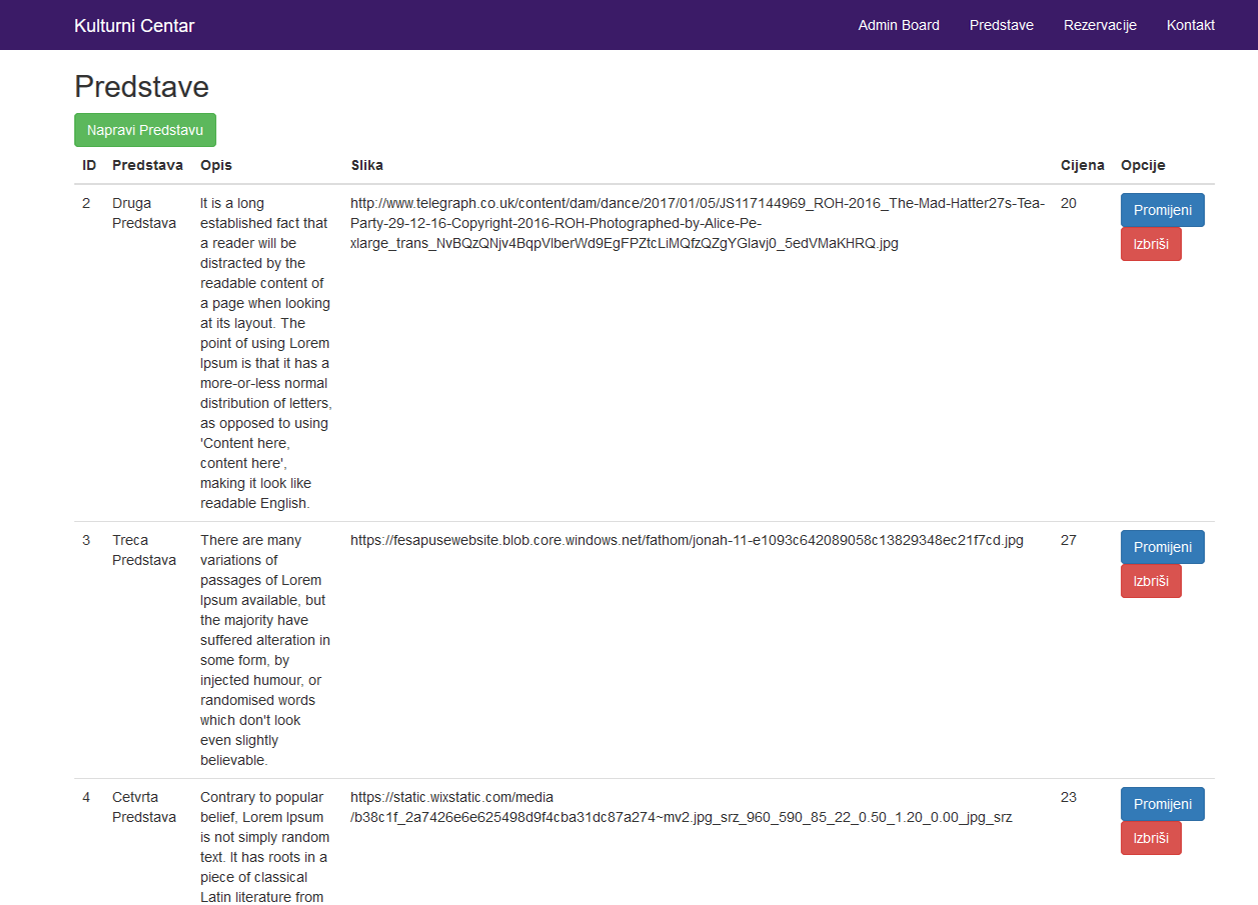 Kulturni Centar
Admin Board Predstave Rezervacije Kontakt
Predstave
Napravi Predstavu
ID Predstava Opis Slika Cijena Opcije
2
Druga
Predstava
It is a long
established fact that
a reader will be
distracted by the
readable content of
a page when looking
at its layout. The
point of using Lorem
Ipsum is that it has a
more-or-less normal
distribution of letters,
as opposed to using
'Content here,
content here',
making it look like
readable English.
http://www.telegraph.co.uk/content/dam/dance/2017/01/05/JS117144969_ROH-2016_The-Mad-Hatter27s-Tea-
Party-29-12-16-Copyright-2016-ROH-Photographed-by-Alice-Pe-
xlarge_trans_NvBQzQNjv4BqpVlberWd9EgFPZtcLiMQfzQZgYGlavj0_5edVMaKHRQ.jpg
20
Promijeni
Izbriši
3
Treca
Predstava
There are many
variations of
passages of Lorem
Ipsum available, but
the majority have
suffered alteration in
some form, by
injected humour, or
randomised words
which don't look
even slightly
believable.
https://fesapusewebsite.blob.core.windows.net/fathom/jonah-11-e1093c642089058c13829348ec21f7cd.jpg
27
Promijeni
Izbriši
4
Cetvrta
Predstava
Contrary to popular
belief, Lorem Ipsum
is not simply random
text. It has roots in a
piece of classical
Latin literature from
https://static.wixstatic.com/media
/b38c1f_2a7426e6e625498d9f4cba31dc87a274~mv2.jpg_srz_960_590_85_22_0.50_1.20_0.00_jpg_srz
23
Promijeni
Izbriši